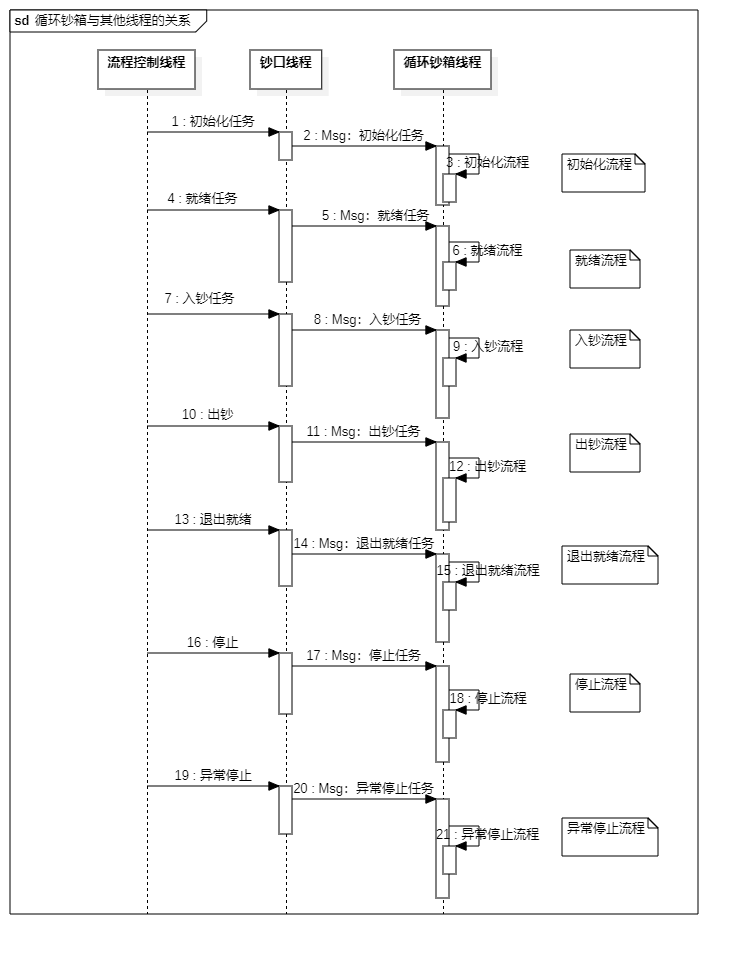 sd 循环钞箱与其他线程的关系
流程控制线程
钞口线程
循环钞箱线程
1 : 初始化任务
2 : Msg：初始化任务
3 : 初始化流程
初始化流程
4 : 就绪任务
5 : Msg：就绪任务
6 : 就绪流程
就绪流程
7 : 入钞任务
8 : Msg：入钞任务
9 : 入钞流程
入钞流程
10 : 出钞
11 : Msg：出钞任务
12 : 出钞流程
出钞流程
13 : 退出就绪
14 : Msg：退出就绪任务
15 : 退出就绪流程
退出就绪流程
16 : 停止
17 : Msg：停止任务
18 : 停止流程
停止流程
19 : 异常停止
20 : Msg：异常停止任务
21 : 异常停止流程
异常停止流程